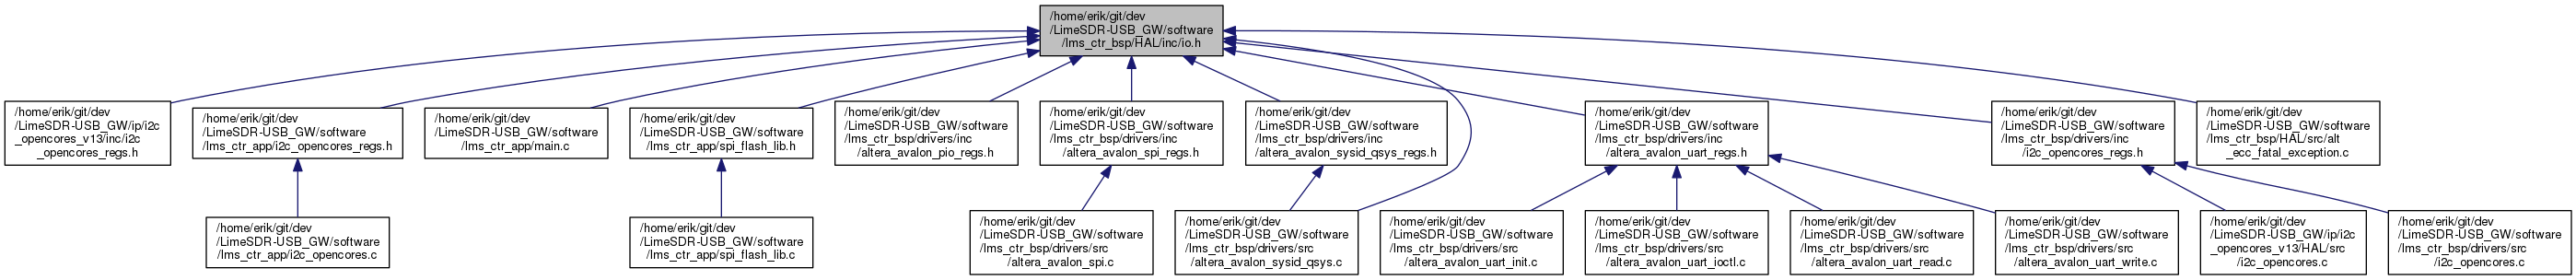 /home/erik/git/dev
/LimeSDR-USB_GW/software
/lms_ctr_bsp/HAL/inc/io.h
/home/erik/git/dev
/LimeSDR-USB_GW/ip/i2c
_opencores_v13/inc/i2c
_opencores_regs.h
/home/erik/git/dev
/LimeSDR-USB_GW/software
/lms_ctr_app/i2c_opencores_regs.h
/home/erik/git/dev
/LimeSDR-USB_GW/software
/lms_ctr_app/main.c
/home/erik/git/dev
/LimeSDR-USB_GW/software
/lms_ctr_app/spi_flash_lib.h
/home/erik/git/dev
/LimeSDR-USB_GW/software
/lms_ctr_bsp/drivers/inc
/altera_avalon_pio_regs.h
/home/erik/git/dev
/LimeSDR-USB_GW/software
/lms_ctr_bsp/drivers/inc
/altera_avalon_spi_regs.h
/home/erik/git/dev
/LimeSDR-USB_GW/software
/lms_ctr_bsp/drivers/inc
/altera_avalon_sysid_qsys_regs.h
/home/erik/git/dev
/LimeSDR-USB_GW/software
/lms_ctr_bsp/drivers/inc
/altera_avalon_uart_regs.h
/home/erik/git/dev
/LimeSDR-USB_GW/software
/lms_ctr_bsp/drivers/inc
/i2c_opencores_regs.h
/home/erik/git/dev
/LimeSDR-USB_GW/software
/lms_ctr_bsp/HAL/src/alt
_ecc_fatal_exception.c
/home/erik/git/dev
/LimeSDR-USB_GW/software
/lms_ctr_app/i2c_opencores.c
/home/erik/git/dev
/LimeSDR-USB_GW/software
/lms_ctr_app/spi_flash_lib.c
/home/erik/git/dev
/LimeSDR-USB_GW/software
/lms_ctr_bsp/drivers/src
/altera_avalon_spi.c
/home/erik/git/dev
/LimeSDR-USB_GW/software
/lms_ctr_bsp/drivers/src
/altera_avalon_sysid_qsys.c
/home/erik/git/dev
/LimeSDR-USB_GW/software
/lms_ctr_bsp/drivers/src
/altera_avalon_uart_init.c
/home/erik/git/dev
/LimeSDR-USB_GW/software
/lms_ctr_bsp/drivers/src
/altera_avalon_uart_ioctl.c
/home/erik/git/dev
/LimeSDR-USB_GW/software
/lms_ctr_bsp/drivers/src
/altera_avalon_uart_read.c
/home/erik/git/dev
/LimeSDR-USB_GW/software
/lms_ctr_bsp/drivers/src
/altera_avalon_uart_write.c
/home/erik/git/dev
/LimeSDR-USB_GW/ip/i2c
_opencores_v13/HAL/src
/i2c_opencores.c
/home/erik/git/dev
/LimeSDR-USB_GW/software
/lms_ctr_bsp/drivers/src
/i2c_opencores.c